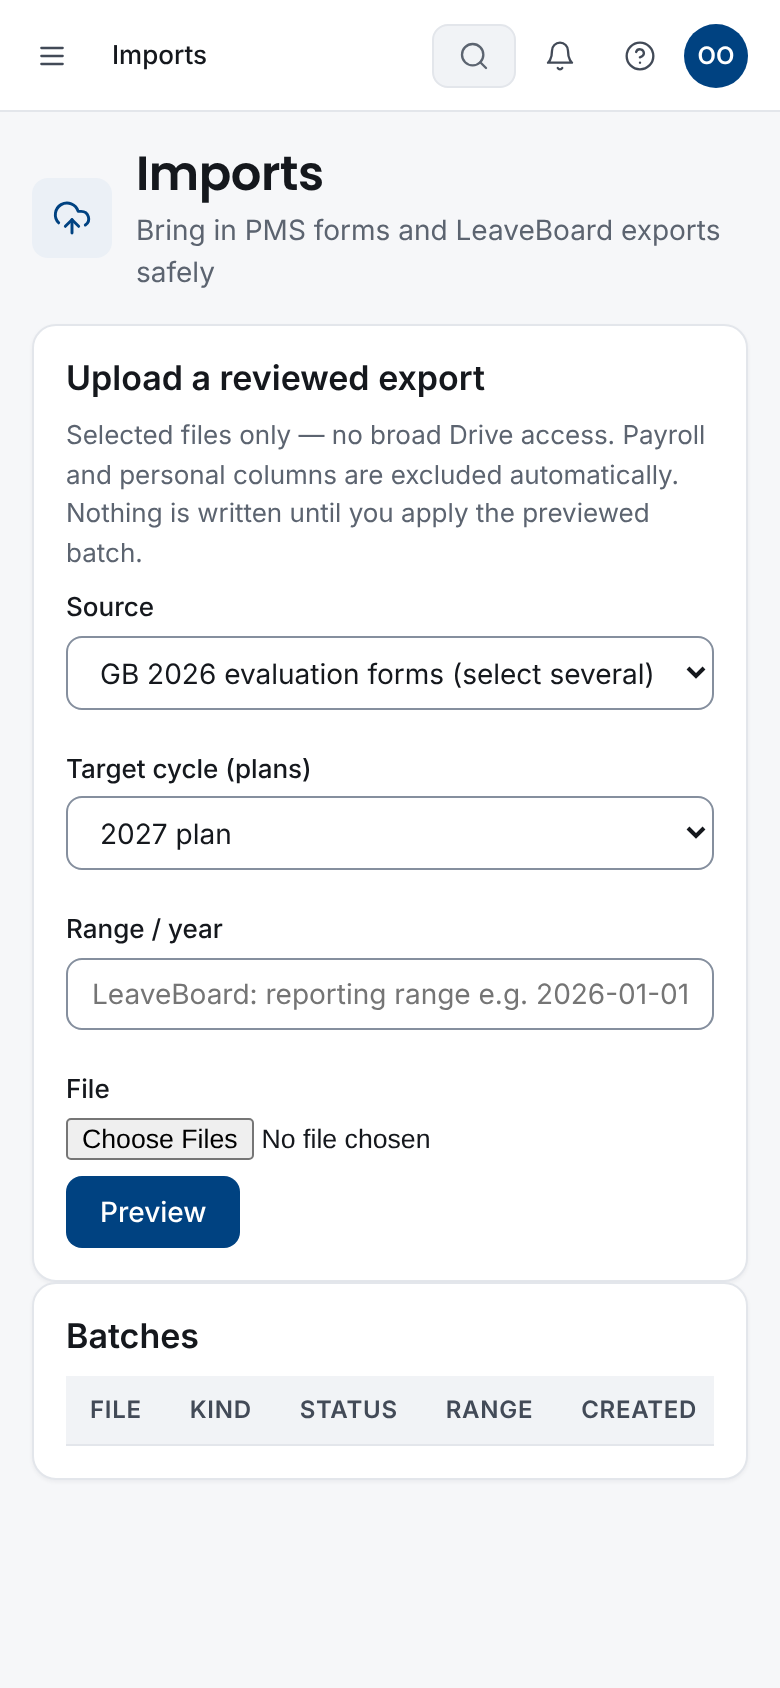 Imports
OO
Imports
Bring in PMS forms and LeaveBoard exports
safely
Upload a reviewed export
Selected files only — no broad Drive access. Payroll
and personal columns are excluded automatically.
Nothing is written until you apply the previewed
batch.
Source
GB 2026 evaluation forms (select several)
Target cycle (plans)
2027 plan
Range / year
LeaveBoard: reporting range e.g. 2026-01-01
File
Choose Files No file chosen
Preview
Batches
FILE KIND STATUS RANGE CREATED